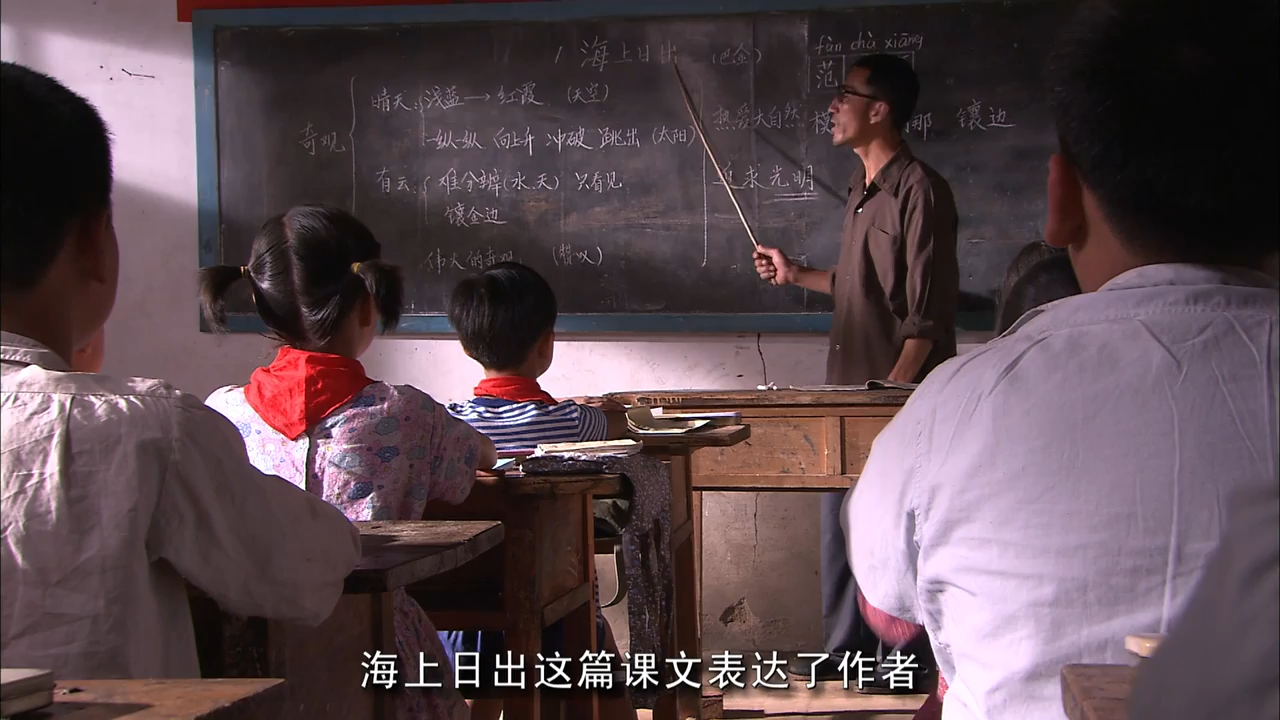 海上日出 (巴金)
fàn chà xiāng
范
晴天: 浅蓝→红霞 (天空)
一纵一纵 向上升 冲破 跳出 (太阳)
奇观
有云: 难分辨(水、天) 只看见
镶金边
伟大的奇观 (赞叹)
热爱大自然
追求光明
模
那 镶边
海上日出这篇课文表达了作者